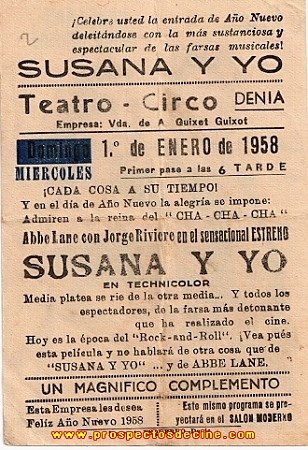 2
¡Celebre usted la entrada de Año Nuevo
deleitándose con la más sustanciosa y
espectacular de las farsas musicales!
SUSANA Y YO
Teatro - Circo DENIA
Empresa: Vda. de A Guixet Guixot
Domingo
MIERCOLES
1.º de ENERO de 1958
Primer pase a las 6 TARDE
¡CADA COSA A SU TIEMPO!
Y en el día de Año Nuevo la alegría se impone:
Admiren a la reina del "CHA - CHA - CHA"
Abbe Lane con Jorge Riviere en el sensacional ESTRENO
SUSANA Y YO
EN TECHNICOLOR
Media platea se rie de la otra media... Y todos los
espectadores, de la farsa más detonante
que ha realizado el cine.
Hoy es la época del "Rock-and-Roll". ¡Vea pués
esta película y no hablará de otra cosa que de
"SUSANA Y YO" ...y de ABBE LANE.
UN MAGNIFICO COMPLEMENTO
Esta Empresa les desea
Feliz Año Nuevo 1958
Este mismo programa se pro-
yectará en el SALON MODERNO
www.prospectosdecine.com